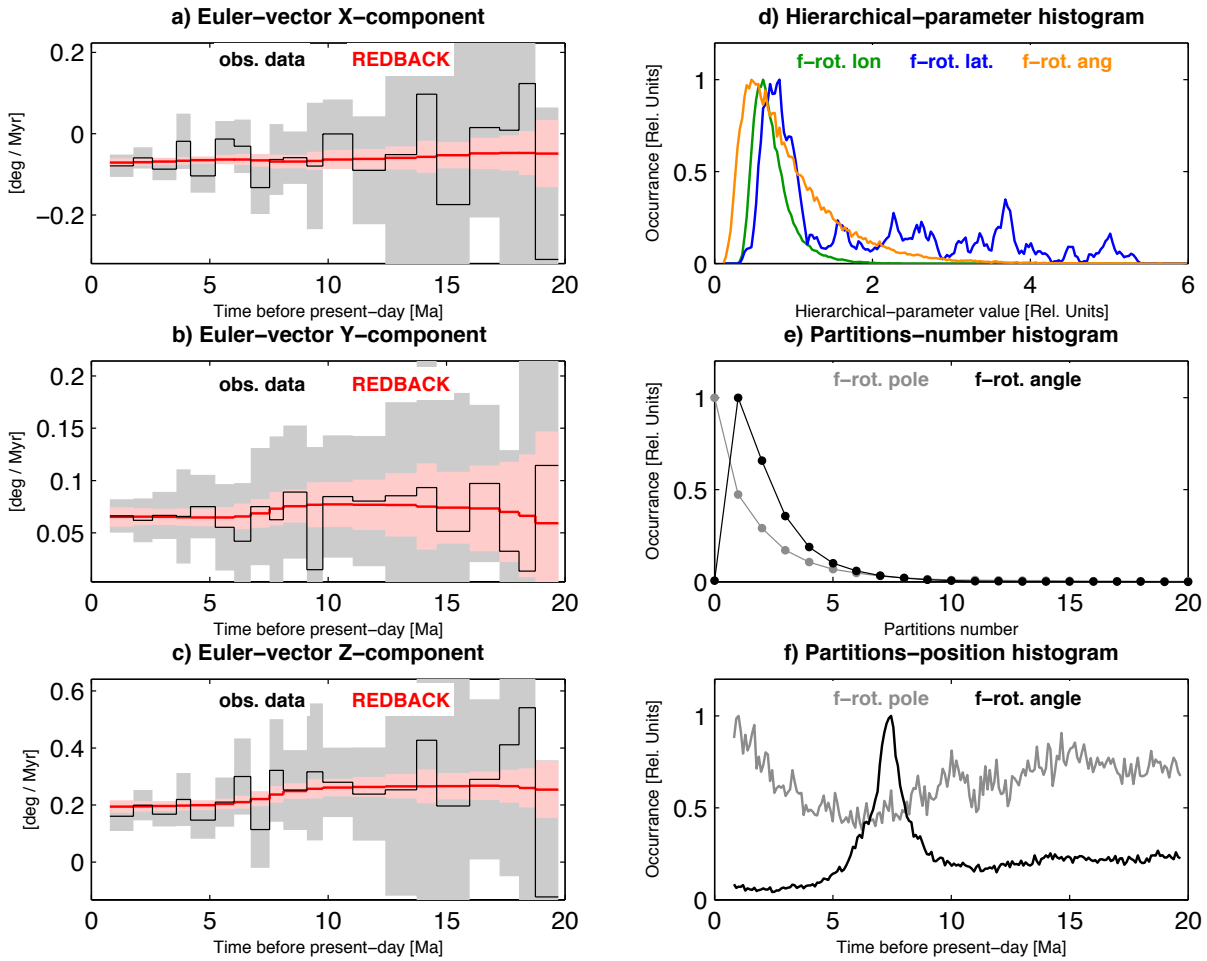 a) Euler−vector X−component
obs. data REDBACK
0.2
0
−0.2
[deg / Myr]
0 5 10 15 20
Time before present−day [Ma]
b) Euler−vector Y−component
obs. data REDBACK
0.2
0.15
0.1
0.05
[deg / Myr]
0 5 10 15 20
Time before present−day [Ma]
c) Euler−vector Z−component
obs. data REDBACK
0.6
0.4
0.2
0
[deg / Myr]
0 5 10 15 20
Time before present−day [Ma]
d) Hierarchical−parameter histogram
f−rot. lon f−rot. lat. f−rot. ang
1
0.5
0
Occurrance [Rel. Units]
0 2 4 6
Hierarchical−parameter value [Rel. Units]
e) Partitions−number histogram
f−rot. pole f−rot. angle
1
0.5
0
Occurrance [Rel. Units]
0 5 10 15 20
Partitions number
f) Partitions−position histogram
f−rot. pole f−rot. angle
1
0.5
0
Occurrance [Rel. Units]
0 5 10 15 20
Time before present−day [Ma]